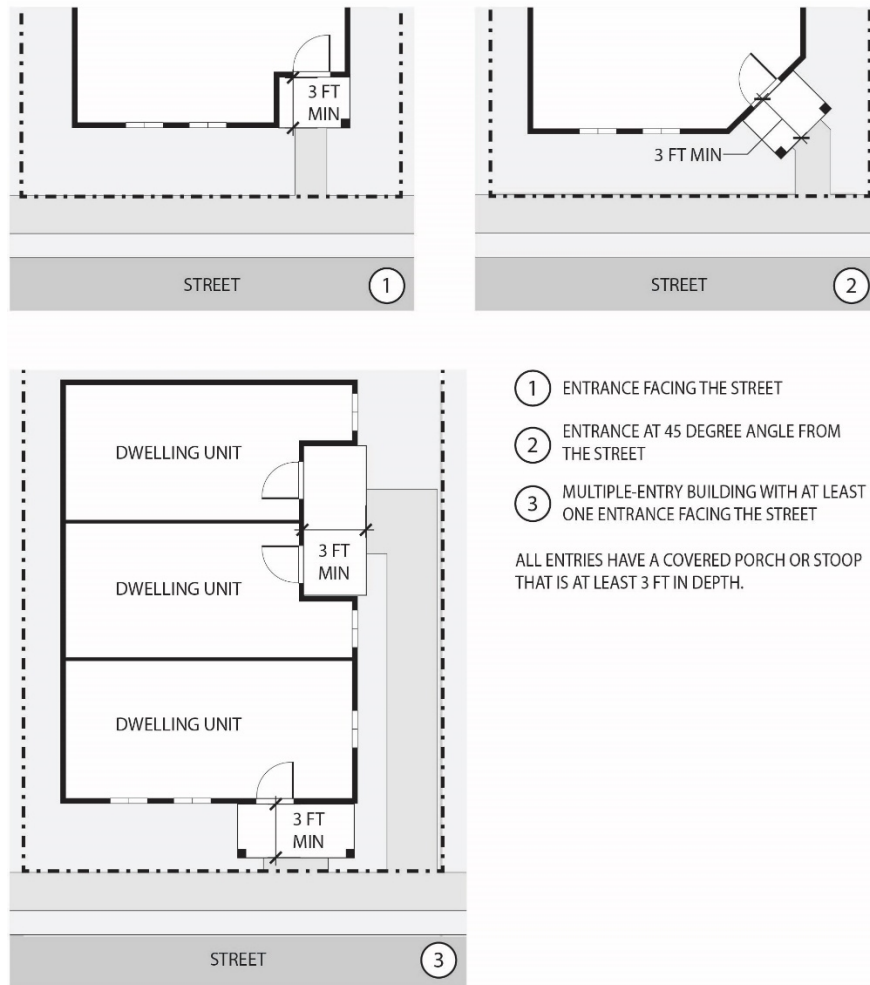 3 FT
MIN
STREET
1
3 FT MIN
STREET
2
DWELLING UNIT
3 FT
MIN
DWELLING UNIT
DWELLING UNIT
3 FT
MIN
STREET
3
1 ENTRANCE FACING THE STREET
2 ENTRANCE AT 45 DEGREE ANGLE FROM
THE STREET
3 MULTIPLE-ENTRY BUILDING WITH AT LEAST
ONE ENTRANCE FACING THE STREET
ALL ENTRIES HAVE A COVERED PORCH OR STOOP
THAT IS AT LEAST 3 FT IN DEPTH.